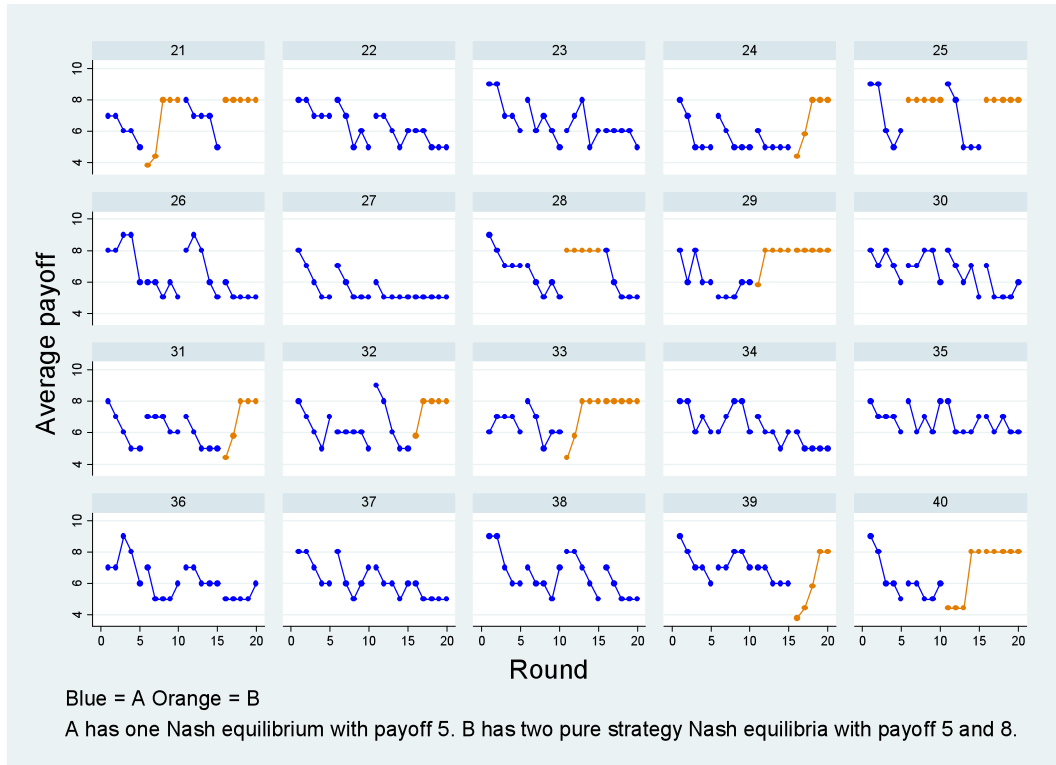 21 22 23 24 25
10
8
6
4
26 27 28 29 30
10
8
6
4
Average payoff
31 32 33 34 35
10
8
6
4
36 37 38 39 40
10
8
6
4
0 5 10 15 20 0 5 10 15 20 0 5 10 15 20 0 5 10 15 20 0 5 10 15 20
Round
Blue = A Orange = B
A has one Nash equilibrium with payoff 5. B has two pure strategy Nash equilibria with payoff 5 and 8.